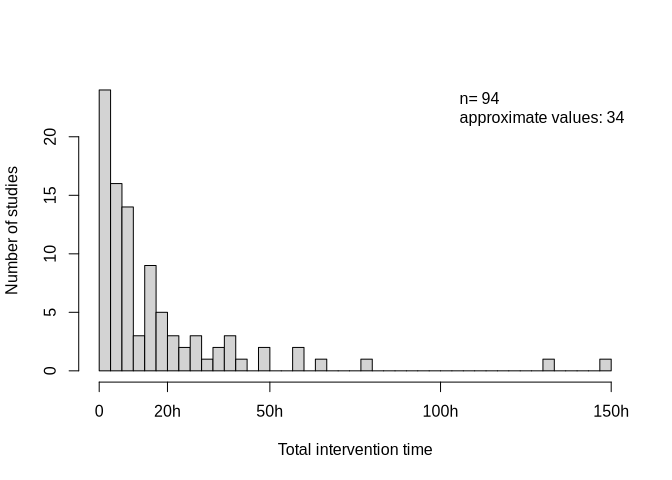 n= 94
approximate values: 34
Number of studies
20
15
10
5
0
0 20h 50h 100h 150h
Total intervention time